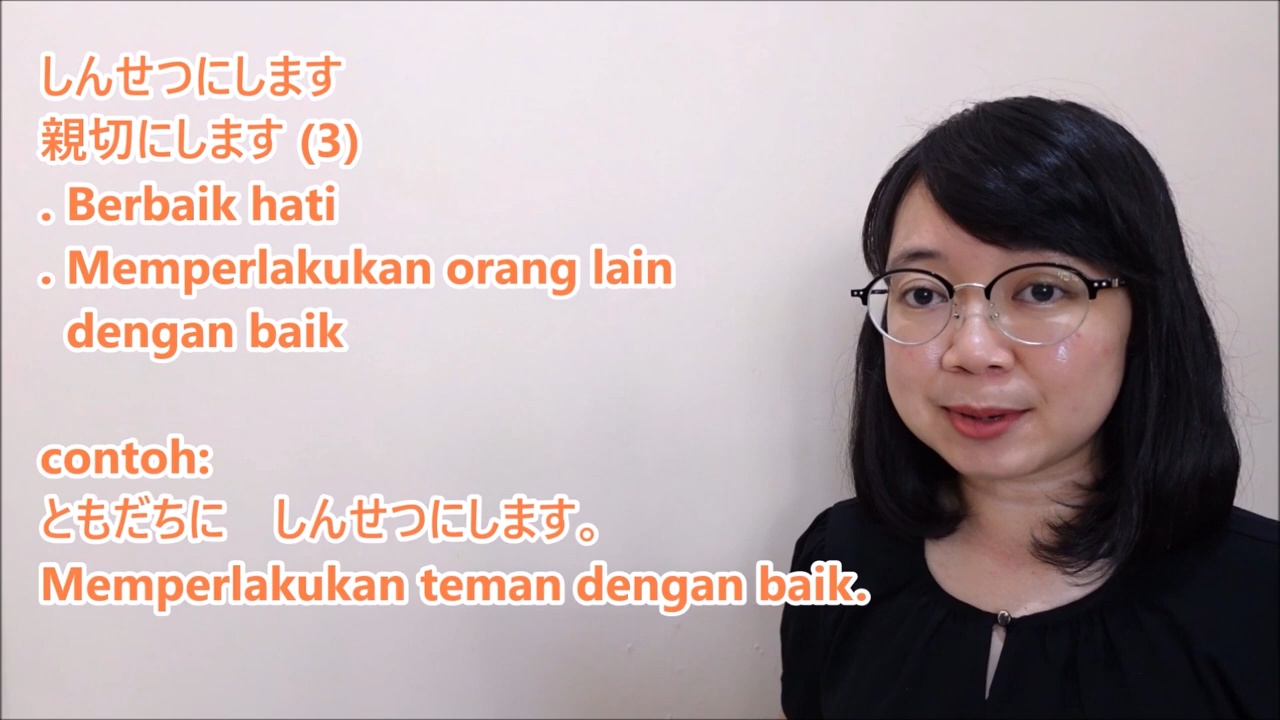 しんせつにします
親切にします (3)
. Berbaik hati
. Memperlakukan orang lain
dengan baik
contoh:
ともだちに　しんせつにします。
Memperlakukan teman dengan baik.